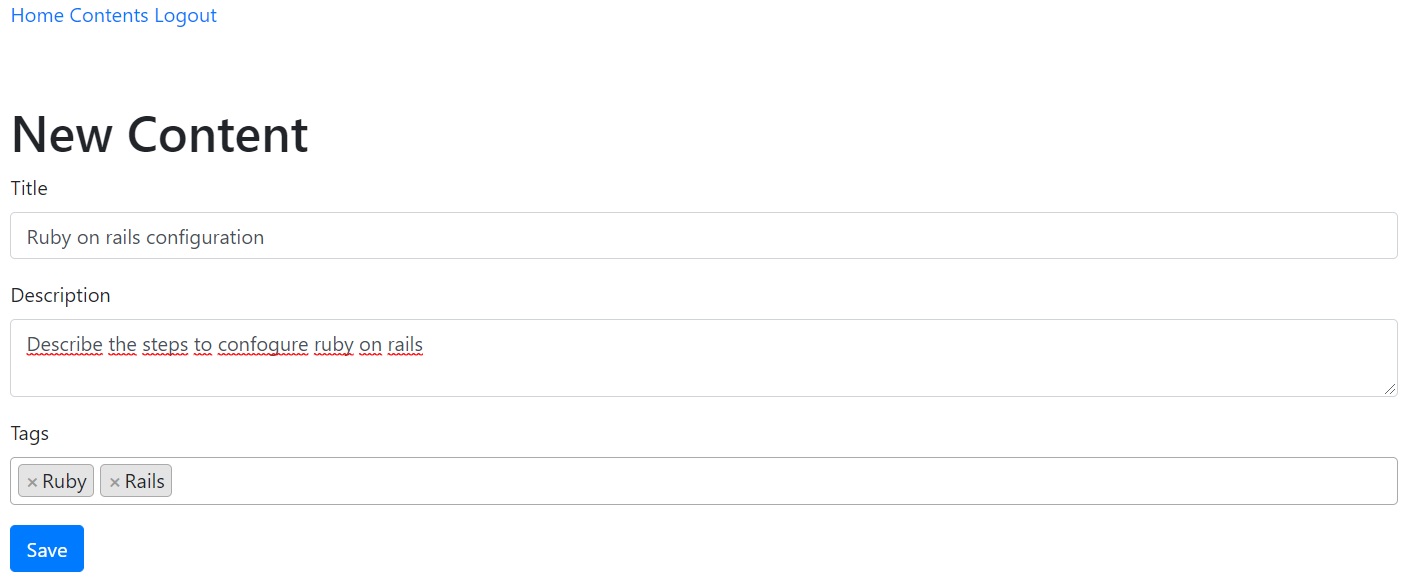 Home Contents Logout
New Content
Title
Ruby on rails configuration
Description
Describe the steps to confogure ruby on rails
Tags
× Ruby × Rails
Save